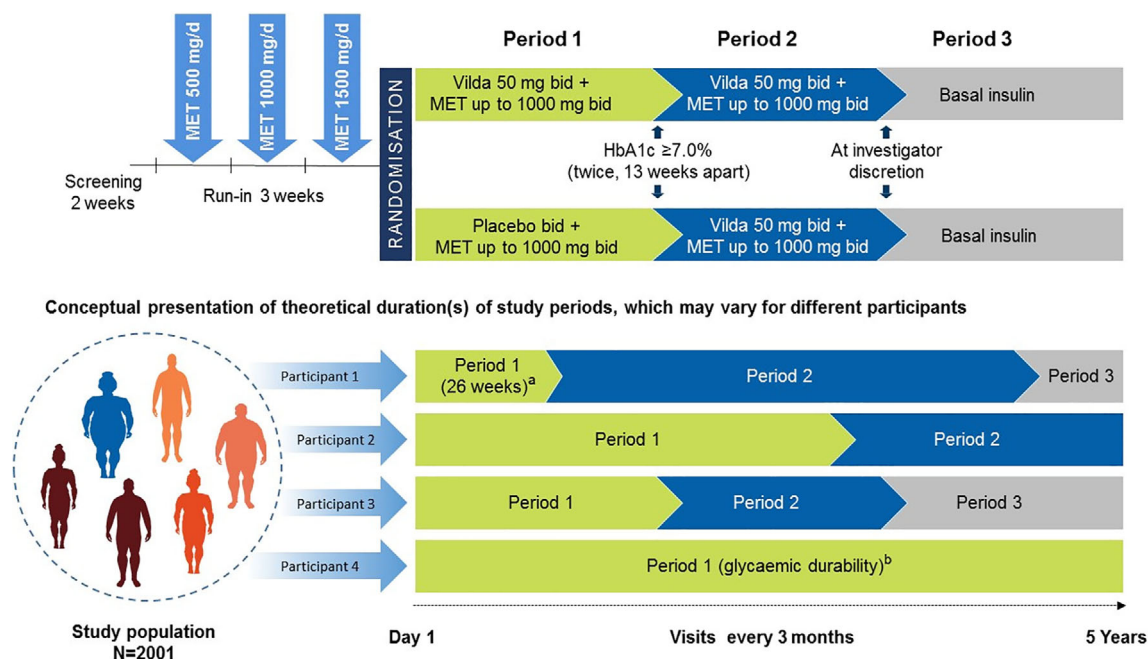 MET 500 mg/d
MET 1000 mg/d
MET 1500 mg/d
Screening
2 weeks
Run-in 3 weeks
RANDOMISATION
Period 1
Period 2
Period 3
Vilda 50 mg bid +
MET up to 1000 mg bid
Vilda 50 mg bid +
MET up to 1000 mg bid
Basal insulin
HbA1c ≥7.0%
(twice, 13 weeks apart)
At investigator
discretion
Placebo bid +
MET up to 1000 mg bid
Vilda 50 mg bid +
MET up to 1000 mg bid
Basal insulin
Conceptual presentation of theoretical duration(s) of study periods, which may vary for different participants
Participant 1
Period 1
(26 weeks)a
Period 2
Period 3
Participant 2
Period 1
Period 2
Participant 3
Period 1
Period 2
Period 3
Participant 4
Period 1 (glycaemic durability)b
Study population
N=2001
Day 1
Visits every 3 months
5 Years